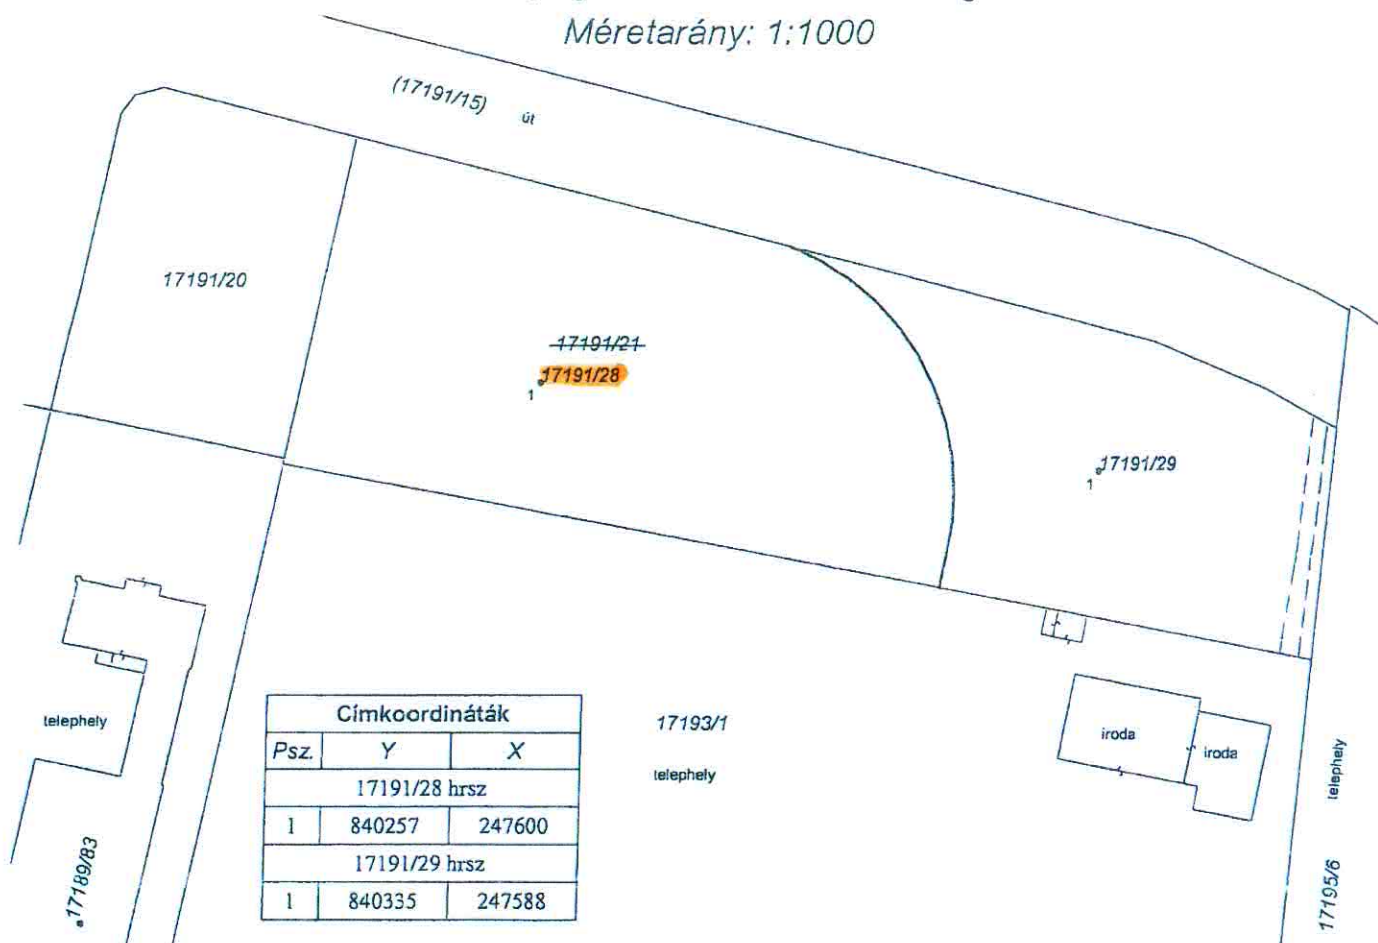 Méretarány: 1:1000
(17191/15)
út
17191/20
17191/21
17191/28
1
17191/29
1
telephely
17189/83
Címkoordináták
Psz. Y X
17191/28 hrsz
1 840257 247600
17191/29 hrsz
1 840335 247588
17193/1
telephely
iroda
iroda
telephely
17195/6